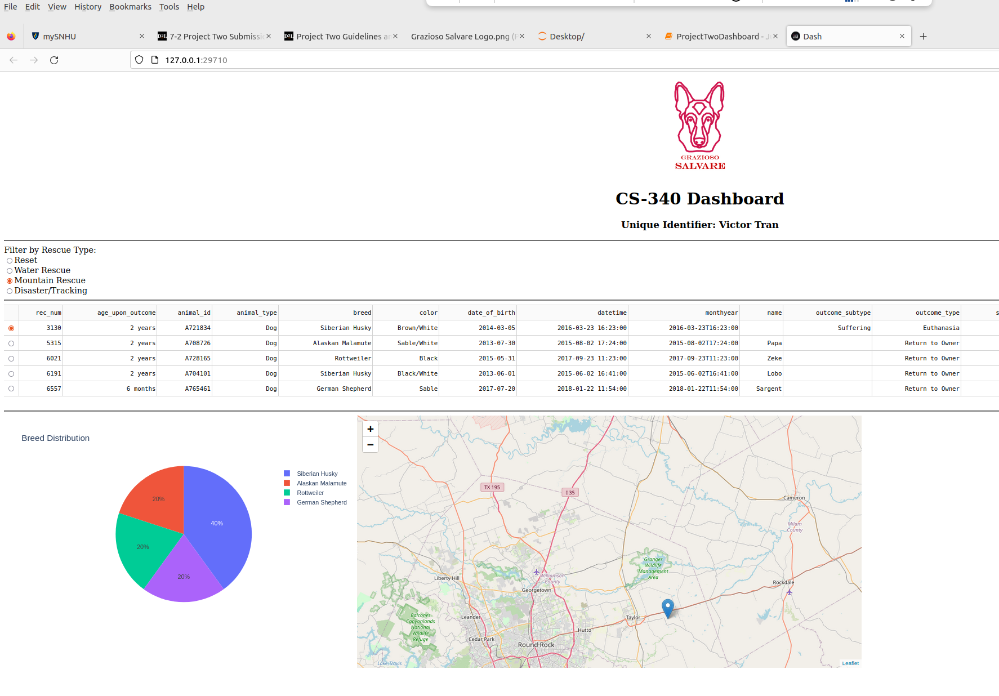 File Edit View History Bookmarks Tools Help
mySNHU 7-2 Project Two Submissi Project Two Guidelines a Grazioso Salvare Logo.png Desktop/ ProjectTwoDashboard - Dash
127.0.0.1:29710
GRAZIOSO
SALVARE
CS-340 Dashboard
Unique Identifier: Victor Tran
Filter by Rescue Type:
Reset
Water Rescue
Mountain Rescue
Disaster/Tracking
rec_num age_upon_outcome animal_id animal_type breed color date_of_birth datetime monthyear name outcome_subtype outcome_type s
3130 2 years A721834 Dog Siberian Husky Brown/White 2014-03-05 2016-03-23 16:23:00 2016-03-23T16:23:00 Suffering Euthanasia
5315 2 years A708726 Dog Alaskan Malamute Sable/White 2013-07-30 2015-08-02 17:24:00 2015-08-02T17:24:00 Papa Return to Owner
6021 2 years A728165 Dog Rottweiler Black 2015-05-31 2017-09-23 11:23:00 2017-09-23T11:23:00 Zeke Return to Owner
6191 2 years A704101 Dog Siberian Husky Black/White 2013-06-01 2015-06-02 16:41:00 2015-06-02T16:41:00 Lobo Return to Owner
6557 6 months A765461 Dog German Shepherd Sable 2017-07-20 2018-01-22 11:54:00 2018-01-22T11:54:00 Sargent Return to Owner
Breed Distribution
Siberian Husky
Alaskan Malamute
Rottweiler
German Shepherd
20%
40%
20%
20%
+
−
TX 195
I 35
Cameron
Milam
County
Granger
Wildlife
Management
Area
Liberty Hill
Williamson
County
Georgetown
Rockdale
Balcones
Canyonlands
National
Wildlife
Refuge
Leander
Taylor
Hutto
Cedar Park
Round Rock
Lake Travis
Leaflet